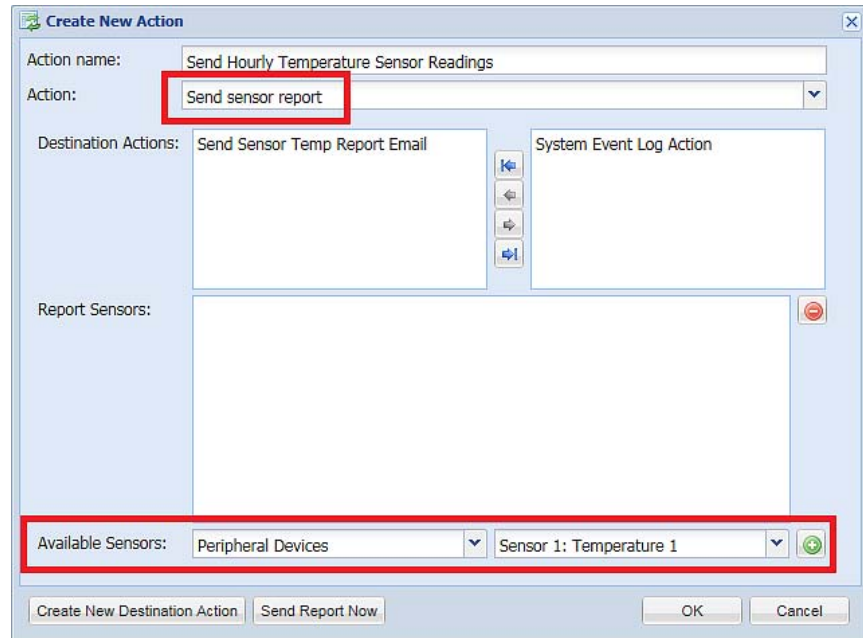 Create New Action
Action name: Send Hourly Temperature Sensor Readings
Action: Send sensor report
Destination Actions: Send Sensor Temp Report Email System Event Log Action
Report Sensors:
Available Sensors: Peripheral Devices Sensor 1: Temperature 1
Create New Destination Action Send Report Now OK Cancel